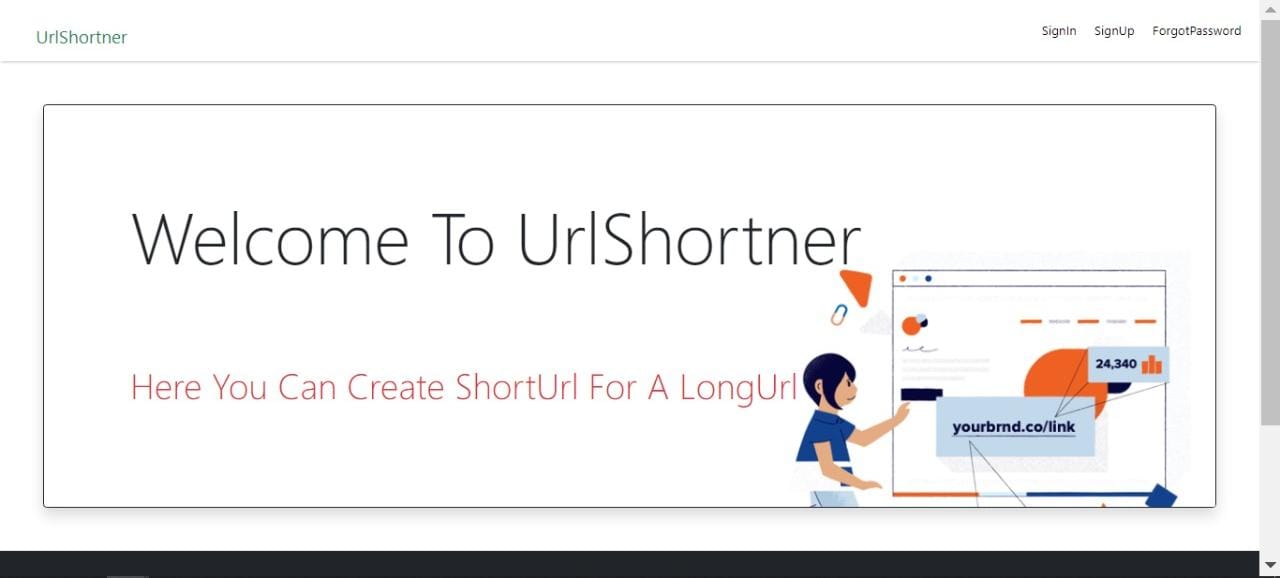 UrlShortner
SignIn SignUp ForgotPassword
Welcome To UrlShortner
Here You Can Create ShortUrl For A LongUrl
24,340
yourbrnd.co/link